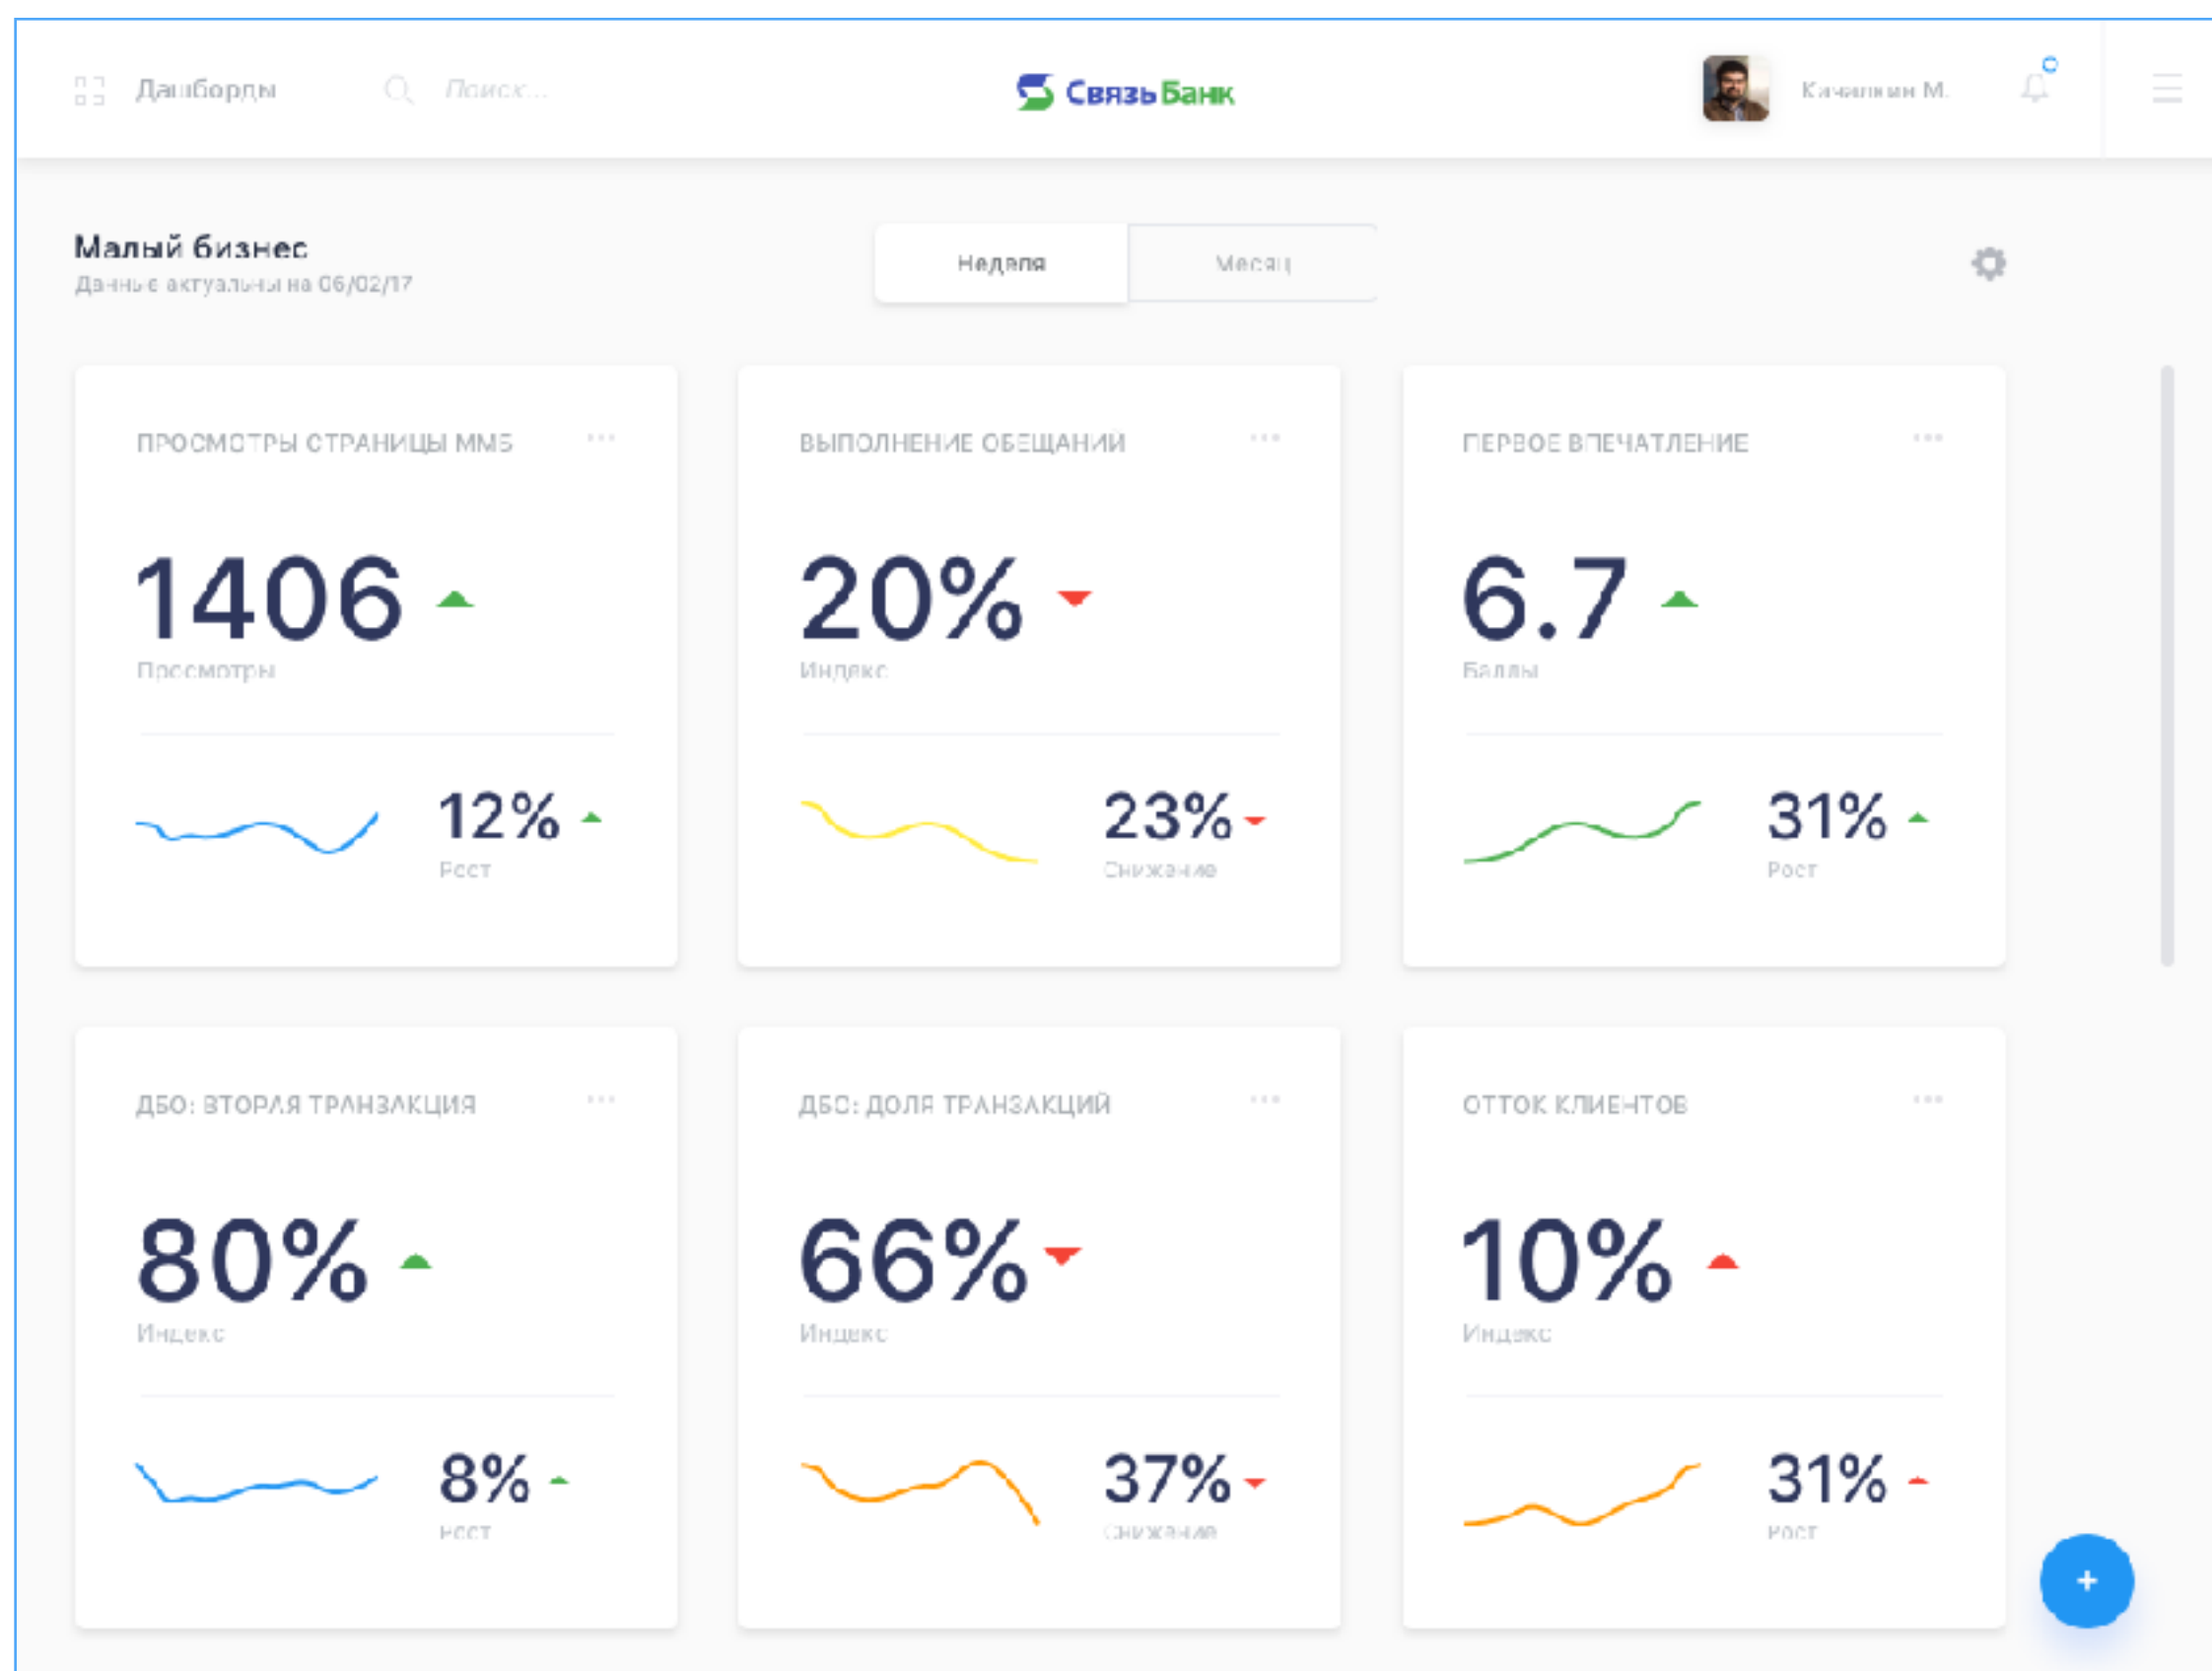 Дашборды
Поиск...
Связь Банк
Качалкин М.
Малый бизнес
Данные актуальны на 06/02/17
Неделя
Месяц
ПРОСМОТРЫ СТРАНИЦЫ ММБ
1406
Просмотры
12%
Рост
ВЫПОЛНЕНИЕ ОБЕЩАНИЙ
20%
Индекс
23%
Снижение
ПЕРВОЕ ВПЕЧАТЛЕНИЕ
6.7
Баллы
31%
Рост
ДБО: ВТОРАЯ ТРАНЗАКЦИЯ
80%
Индекс
8%
Рост
ДБО: ДОЛЯ ТРАНЗАКЦИЙ
66%
Индекс
37%
Снижение
ОТТОК КЛИЕНТОВ
10%
Индекс
31%
Рост